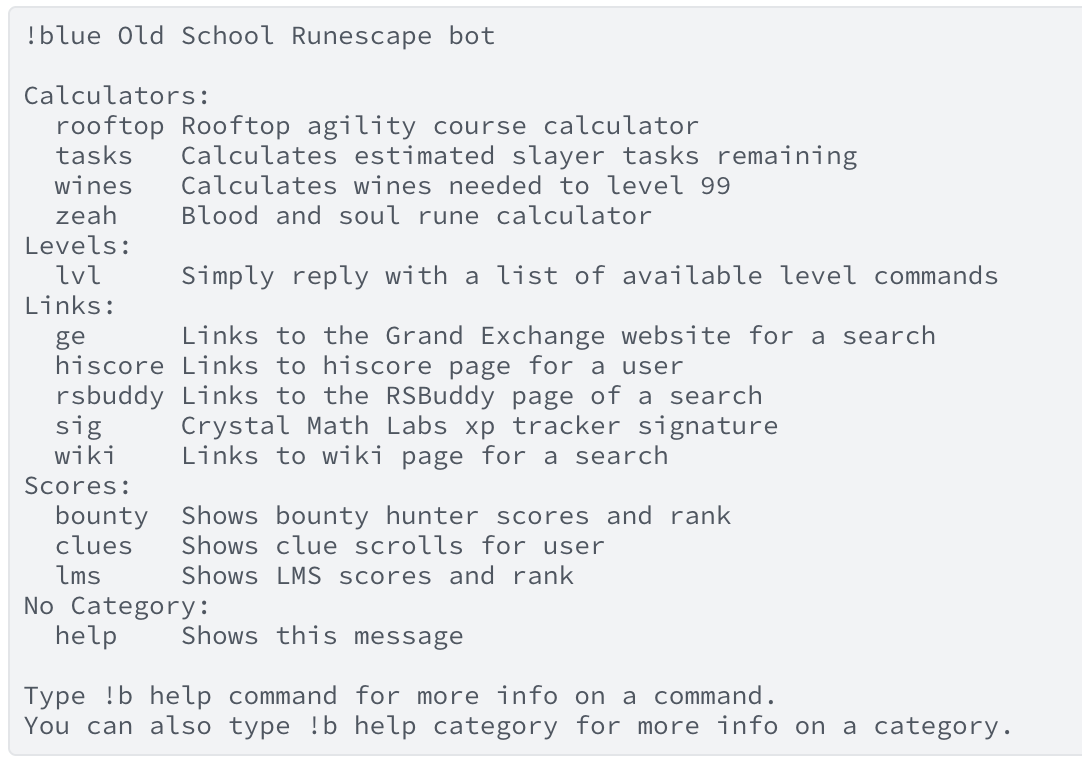 !blue Old School Runescape bot

Calculators:
  rooftop Rooftop agility course calculator
  tasks   Calculates estimated slayer tasks remaining
  wines   Calculates wines needed to level 99
  zeah    Blood and soul rune calculator
Levels:
  lvl     Simply reply with a list of available level commands
Links:
  ge      Links to the Grand Exchange website for a search
  hiscore Links to hiscore page for a user
  rsbuddy Links to the RSBuddy page of a search
  sig     Crystal Math Labs xp tracker signature
  wiki    Links to wiki page for a search
Scores:
  bounty  Shows bounty hunter scores and rank
  clues   Shows clue scrolls for user
  lms     Shows LMS scores and rank
No Category:
  help    Shows this message

Type !b help command for more info on a command.
You can also type !b help category for more info on a category.